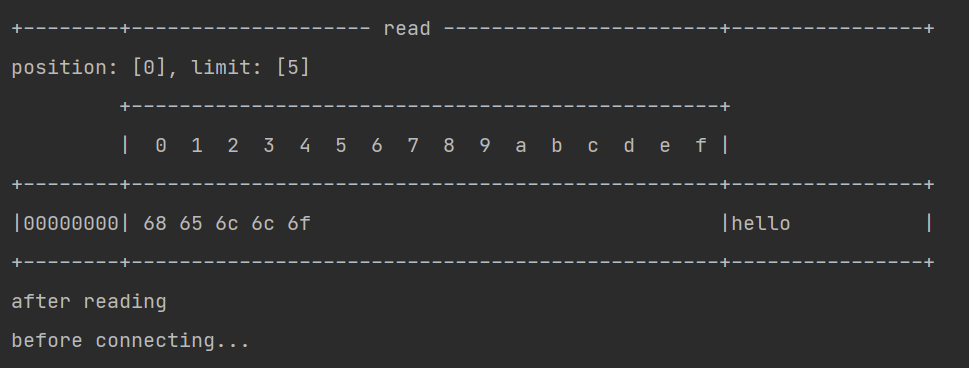 +--------+-------------------- read -----------------------+---------------+
position: [0], limit: [5]
         +-------------------------------------------------+
         |  0  1  2  3  4  5  6  7  8  9  a  b  c  d  e  f |
+--------+-------------------------------------------------+----------------+
|00000000| 68 65 6c 6c 6f                                  |hello           |
+--------+-------------------------------------------------+----------------+
after reading
before connecting...